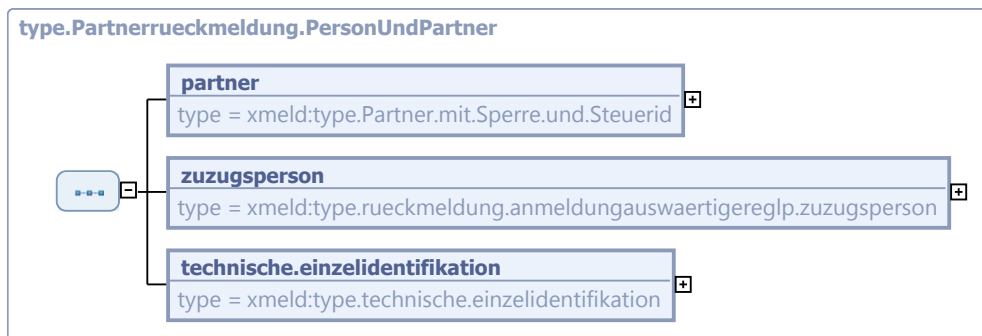 type.Partnerrueckmeldung.PersonUndPartner
partner
type = xmeld:type.Partner.mit.Sperre.und.Steuerid
zuzugsperson
type = xmeld:type.rueckmeldung.anmeldungauswaertigereglp.zuzugsperson
technische.einzelidentifikation
type = xmeld:type.technische.einzelidentifikation